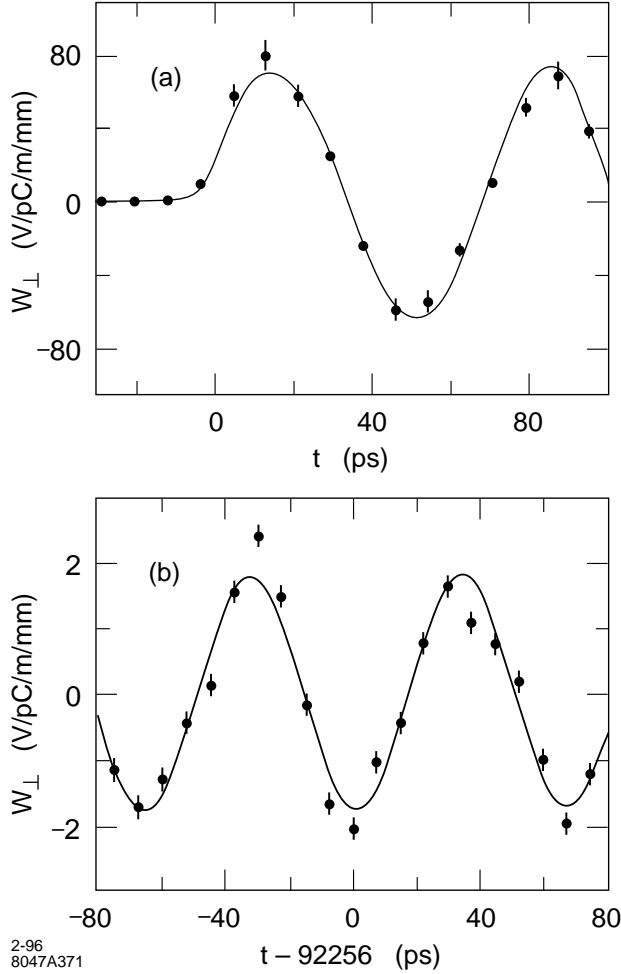 80
(a)
0
−80
W⊥ (V/pC/m/mm)
0 40 80
t (ps)
2
(b)
0
−2
W⊥ (V/pC/m/mm)
−80 −40 0 40 80
t – 92256 (ps)
2-96
8047A371